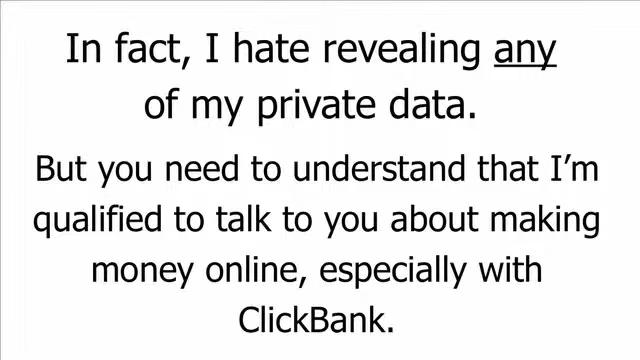 In fact, I hate revealing any
of my private data.
But you need to understand that I’m
qualified to talk to you about making
money online, especially with
ClickBank.